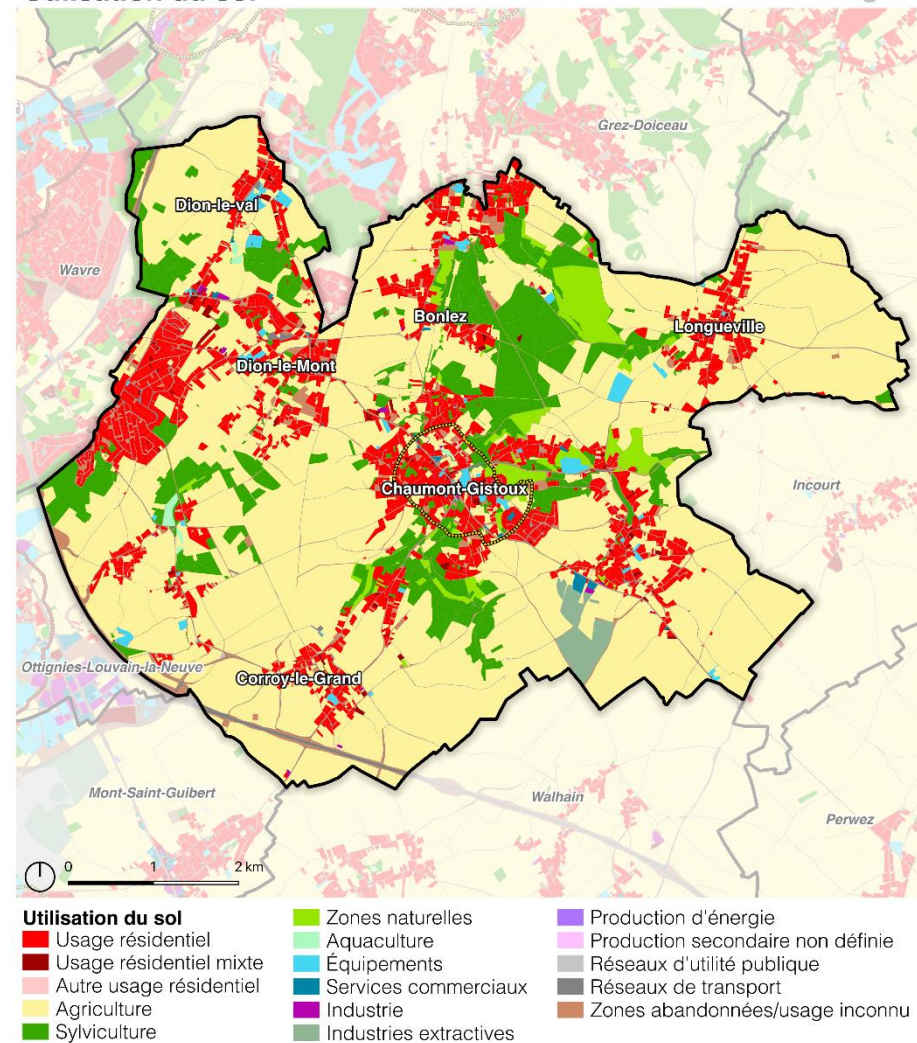 Utilisation du sol
Grez-Doiceau
Dion-le-val
Wavre
Bonlez
Longueville
Dion-le-Mont
Incourt
Chaumont-Gistoux
Ottignies-Louvain-la-Neuve
Corroy-le-Grand
Mont-Saint-Guibert
Walhain
Perwez
0 1 2 km
Utilisation du sol
Usage résidentiel
Usage résidentiel mixte
Autre usage résidentiel
Agriculture
Sylviculture
Zones naturelles
Aquaculture
Équipements
Services commerciaux
Industrie
Industries extractives
Production d'énergie
Production secondaire non définie
Réseaux d'utilité publique
Réseaux de transport
Zones abandonnées/usage inconnu